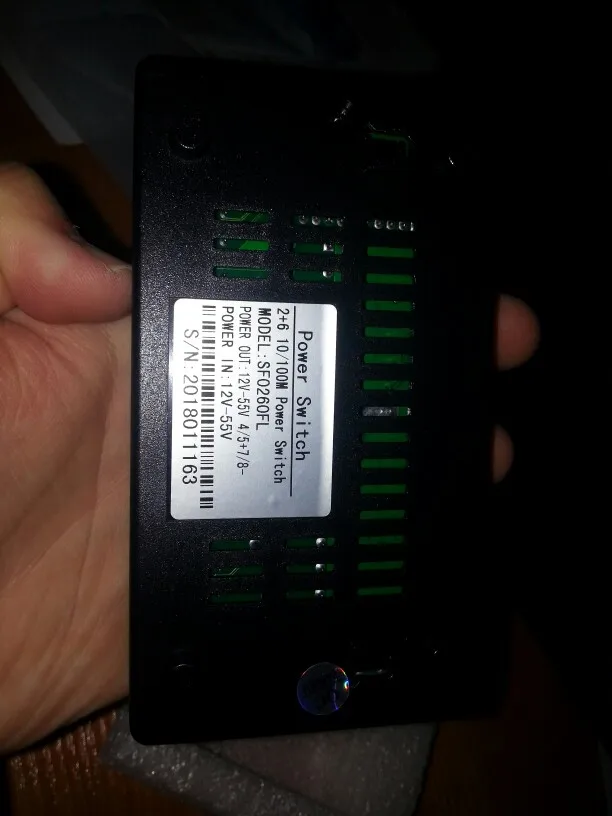 Power Switch
2+6 10/100M Power Switch
MODEL:SF0260FL
POWER OUT:12V-55V 4/5+7/8-
POWER IN:12V-55V
S/N:2018011163